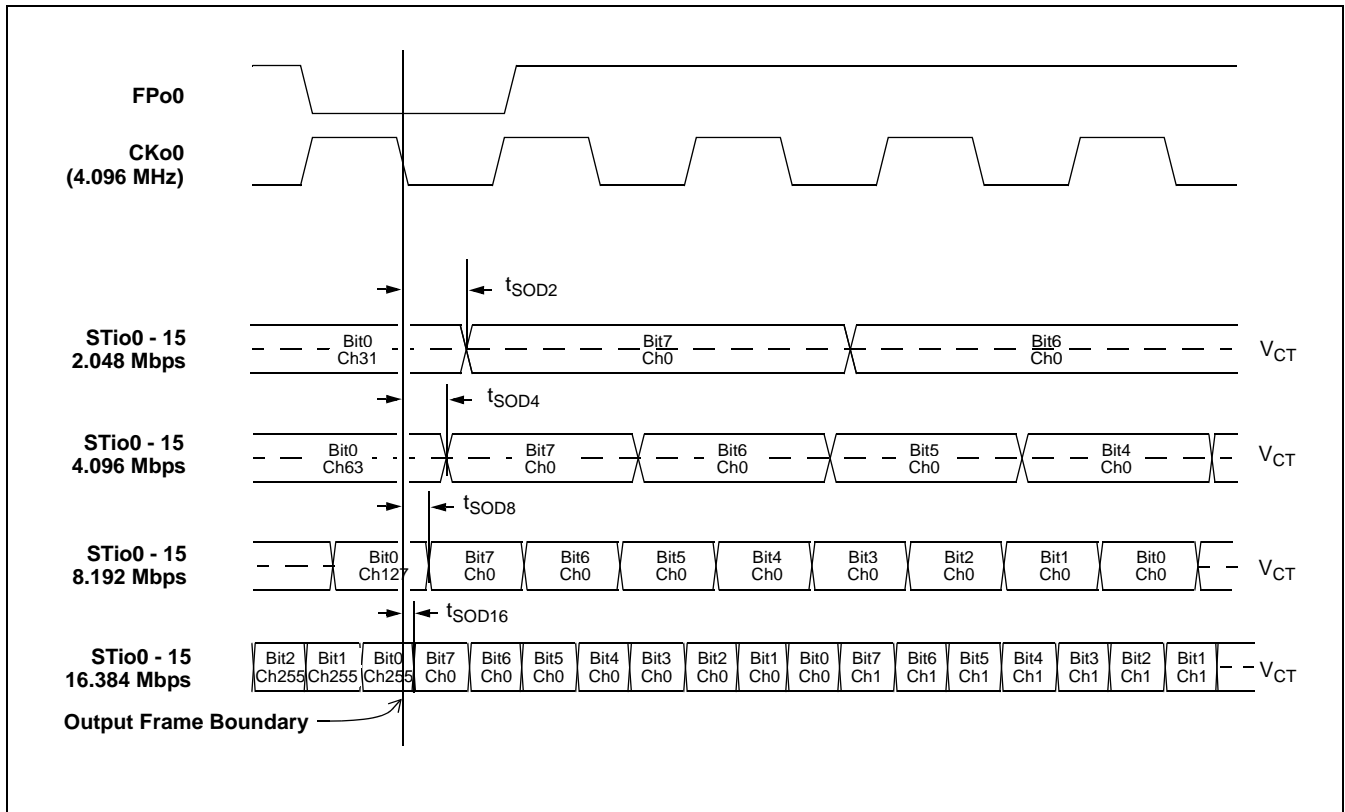 FPo0
CKo0
(4.096 MHz)
tSOD2
STio0 - 15
2.048 Mbps
Bit0
Ch31
Bit7
Ch0
Bit6
Ch0
VCT
tSOD4
STio0 - 15
4.096 Mbps
Bit0
Ch63
Bit7
Ch0
Bit6
Ch0
Bit5
Ch0
Bit4
Ch0
VCT
tSOD8
STio0 - 15
8.192 Mbps
Bit0
Ch127
Bit7
Ch0
Bit6
Ch0
Bit5
Ch0
Bit4
Ch0
Bit3
Ch0
Bit2
Ch0
Bit1
Ch0
Bit0
Ch0
VCT
tSOD16
STio0 - 15
16.384 Mbps
Bit2
Ch255
Bit1
Ch255
Bit0
Ch255
Bit7
Ch0
Bit6
Ch0
Bit5
Ch0
Bit4
Ch0
Bit3
Ch0
Bit2
Ch0
Bit1
Ch0
Bit0
Ch0
Bit7
Ch1
Bit6
Ch1
Bit5
Ch1
Bit4
Ch1
Bit3
Ch1
Bit2
Ch1
Bit1
Ch1
VCT
Output Frame Boundary